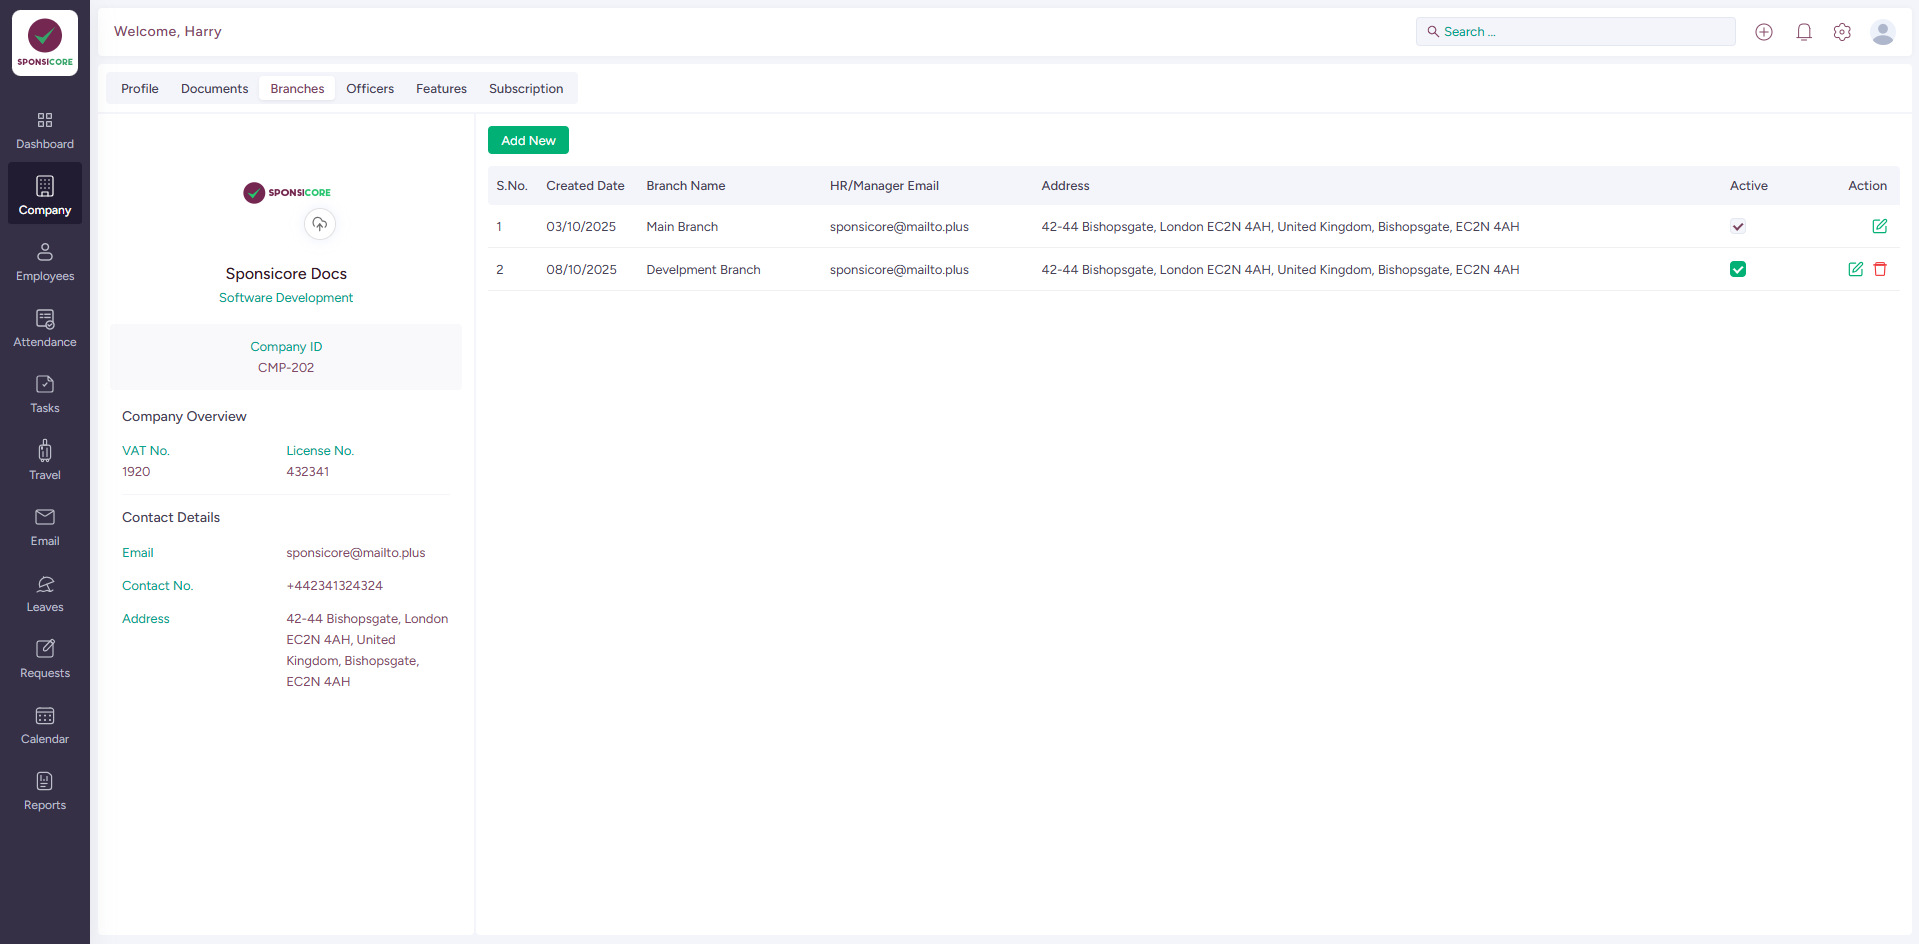 SPONSICORE
Welcome, Harry
Search ...
Dashboard
Company
Employees
Attendance
Tasks
Travel
Email
Leaves
Requests
Calendar
Reports
Profile Documents Branches Officers Features Subscription
SPONSICORE
Sponsicore Docs
Software Development
Company ID
CMP-202
Company Overview
VAT No. License No.
1920 432341
Contact Details
Email sponsicore@mailto.plus
Contact No. +442341324324
Address 42-44 Bishopsgate, London
EC2N 4AH, United
Kingdom, Bishopsgate,
EC2N 4AH
Add New
S.No. Created Date Branch Name HR/Manager Email Address Active Action
1 03/10/2025 Main Branch sponsicore@mailto.plus 42-44 Bishopsgate, London EC2N 4AH, United Kingdom, Bishopsgate, EC2N 4AH
2 08/10/2025 Develpment Branch sponsicore@mailto.plus 42-44 Bishopsgate, London EC2N 4AH, United Kingdom, Bishopsgate, EC2N 4AH